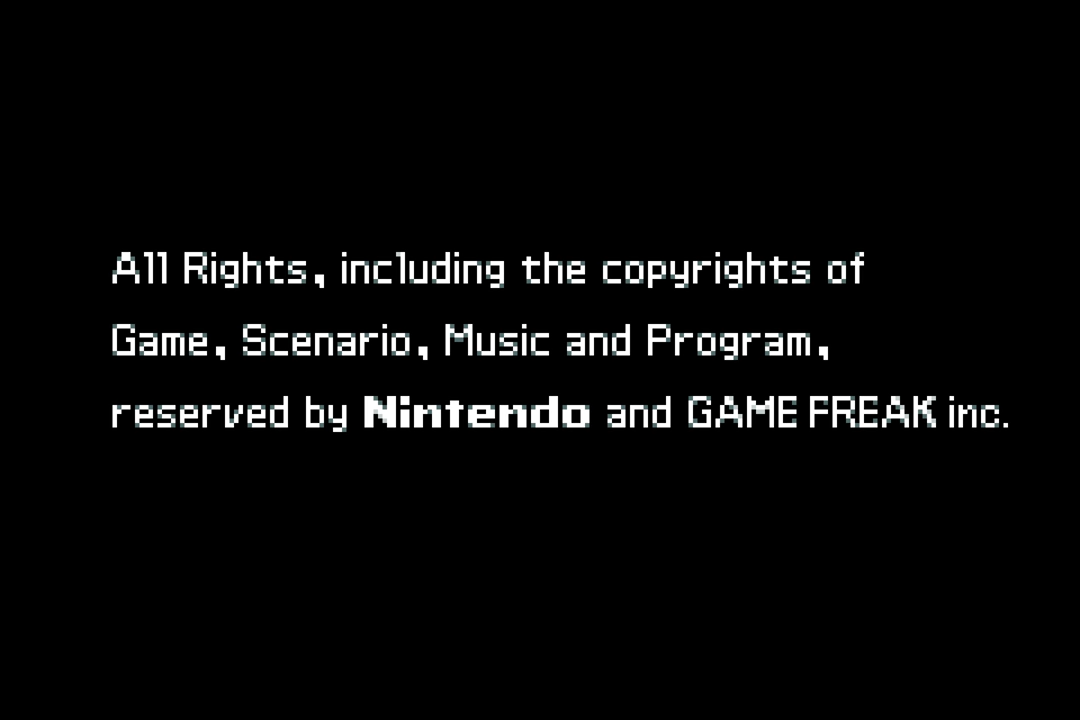 All Rights, including the copyrights of
Game, Scenario, Music and Program,
reserved by Nintendo and GAME FREAK inc.